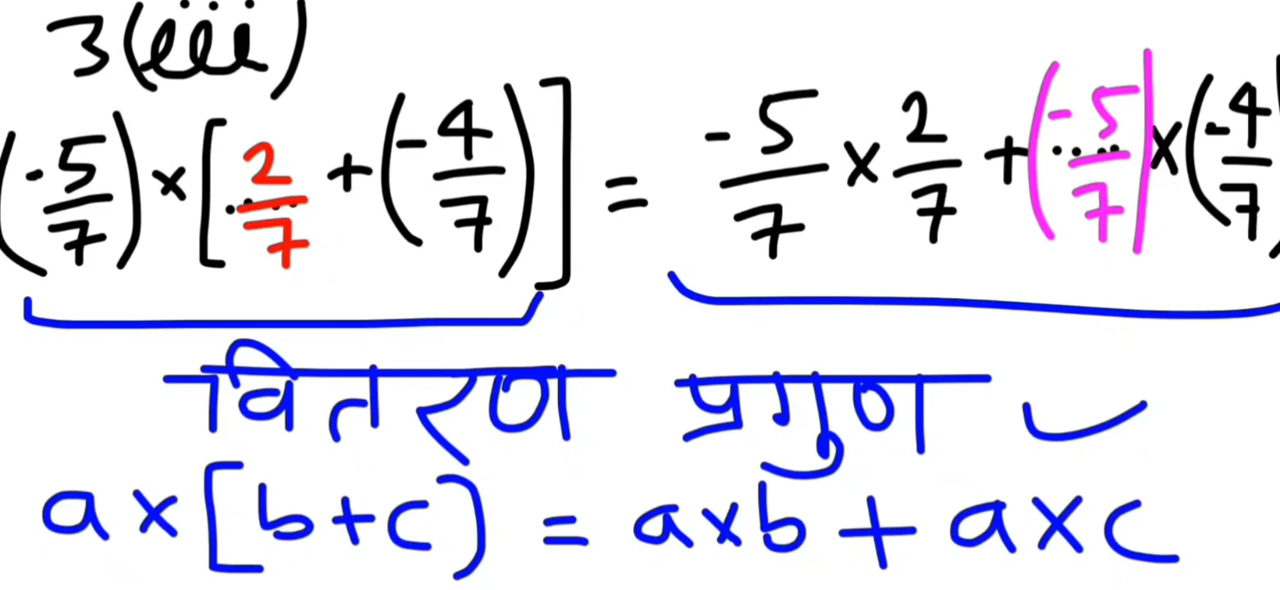 3(iii)
(-5/7) × [2/7 + (-4/7)] = -5/7 × 2/7 + (-5/7) × (-4/7)
वितरण प्रगुण
a × [b+c) = a×b + a×c